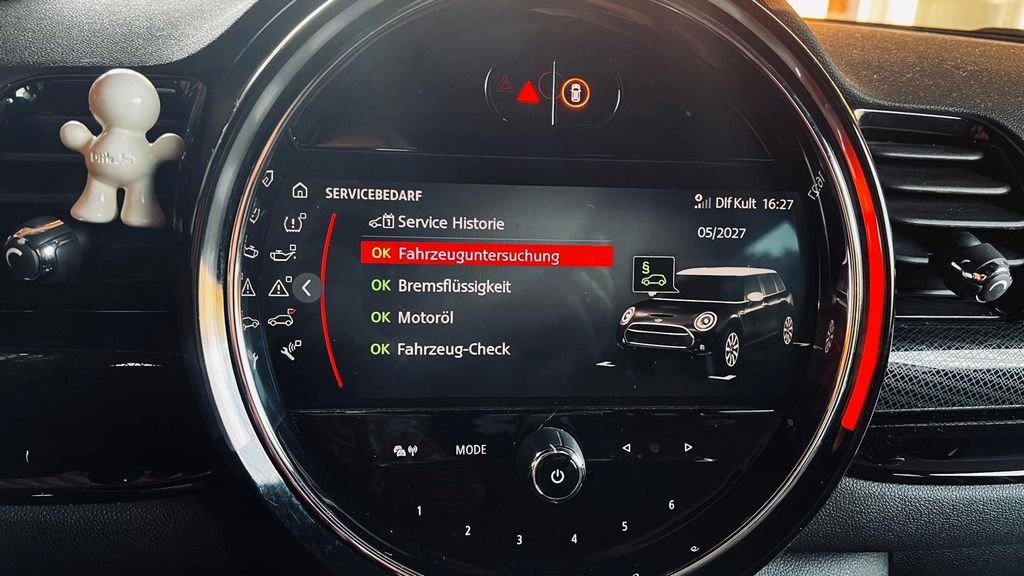 SERVICEBEDARF
Dlf Kult 16:27
Service Historie
05/2027
OK Fahrzeuguntersuchung
§
OK Bremsflüssigkeit
OK Motoröl
OK Fahrzeug-Check
MODE
1 2 3 4 5 6